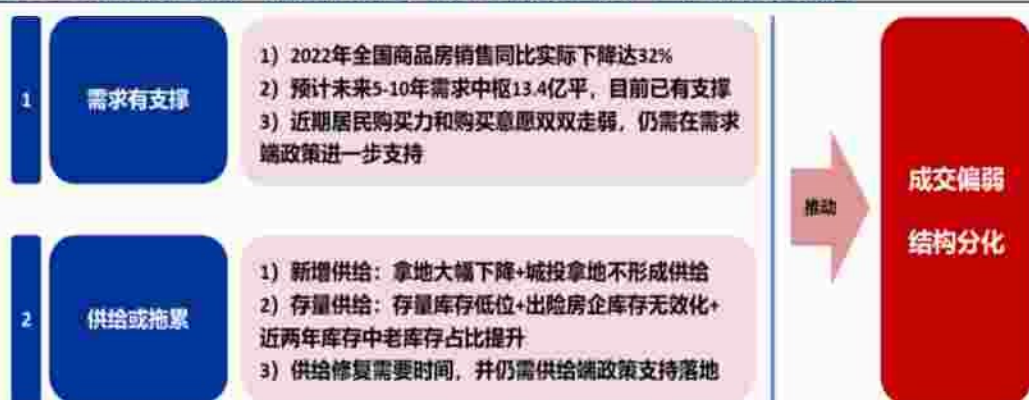 1
需求有支撑
1）2022年全国商品房销售同比实际下降达32%
2）预计未来5-10年需求中枢13.4亿平，目前已有支撑
3）近期居民购买力和购买意愿双双走弱，仍需在需求
端政策进一步支持
2
供给或拖累
1）新增供给：拿地大幅下降+城投拿地不形成供给
2）存量供给：存量库存低位+出险房企库存无效化+
近两年库存中老库存占比提升
3）供给修复需要时间，并仍需供给端政策支持落地
推动
成交偏弱
结构分化